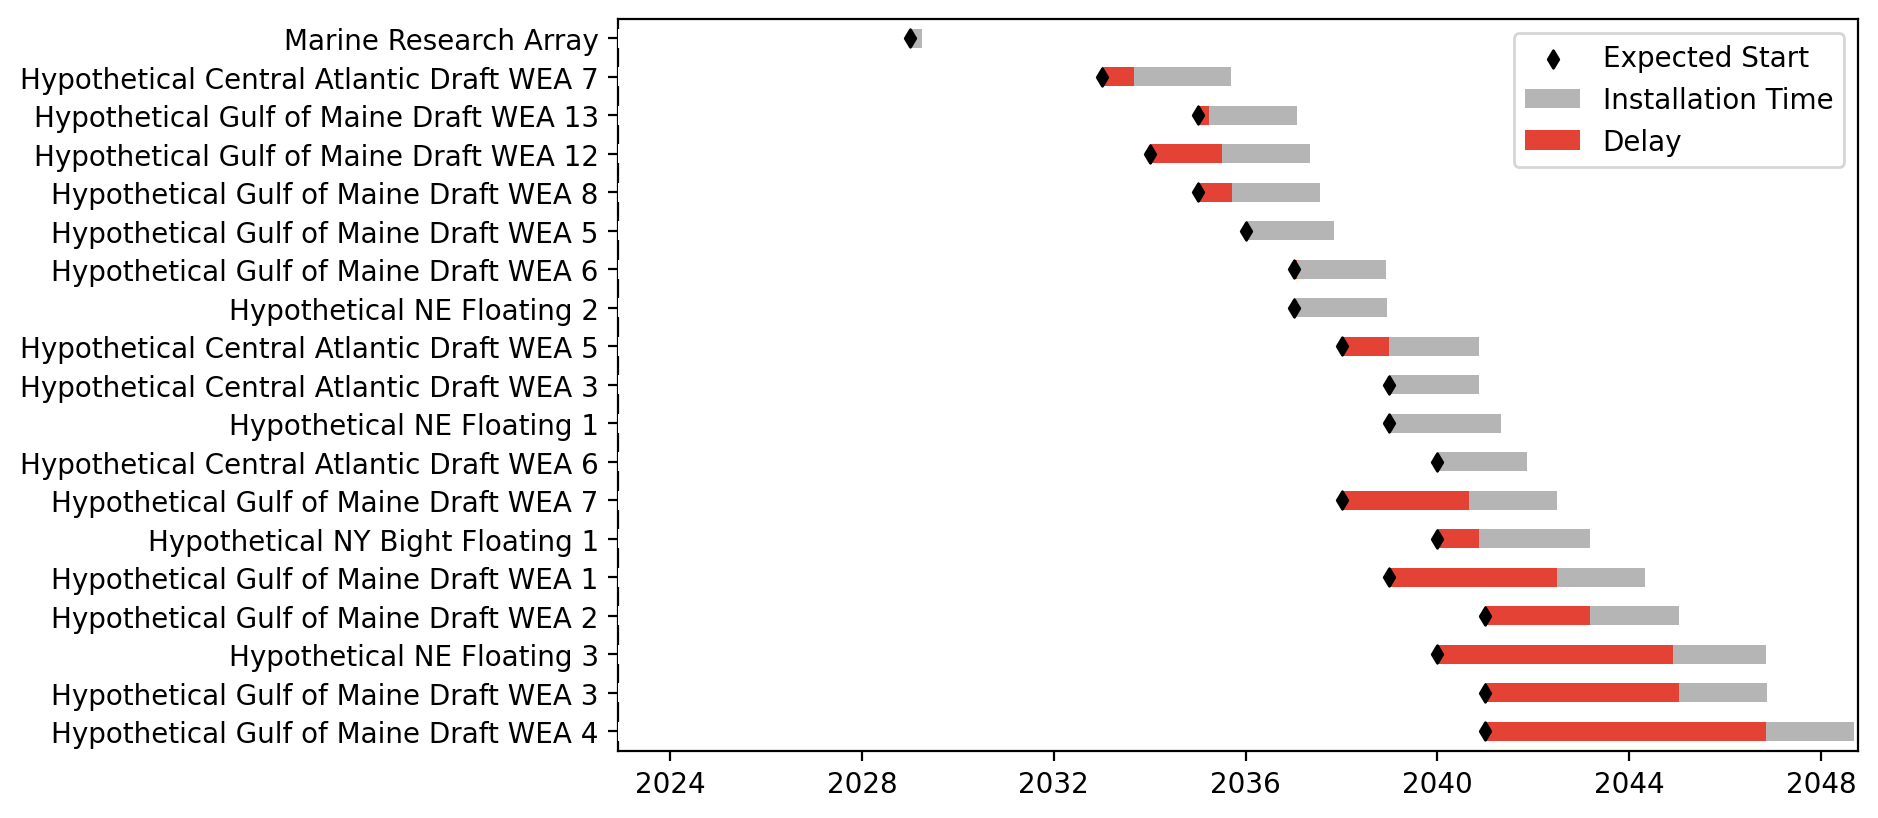 Marine Research Array
Hypothetical Central Atlantic Draft WEA 7
Hypothetical Gulf of Maine Draft WEA 13
Hypothetical Gulf of Maine Draft WEA 12
Hypothetical Gulf of Maine Draft WEA 8
Hypothetical Gulf of Maine Draft WEA 5
Hypothetical Gulf of Maine Draft WEA 6
Hypothetical NE Floating 2
Hypothetical Central Atlantic Draft WEA 5
Hypothetical Central Atlantic Draft WEA 3
Hypothetical NE Floating 1
Hypothetical Central Atlantic Draft WEA 6
Hypothetical Gulf of Maine Draft WEA 7
Hypothetical NY Bight Floating 1
Hypothetical Gulf of Maine Draft WEA 1
Hypothetical Gulf of Maine Draft WEA 2
Hypothetical NE Floating 3
Hypothetical Gulf of Maine Draft WEA 3
Hypothetical Gulf of Maine Draft WEA 4
Expected Start
Installation Time
Delay
2024 2028 2032 2036 2040 2044 2048